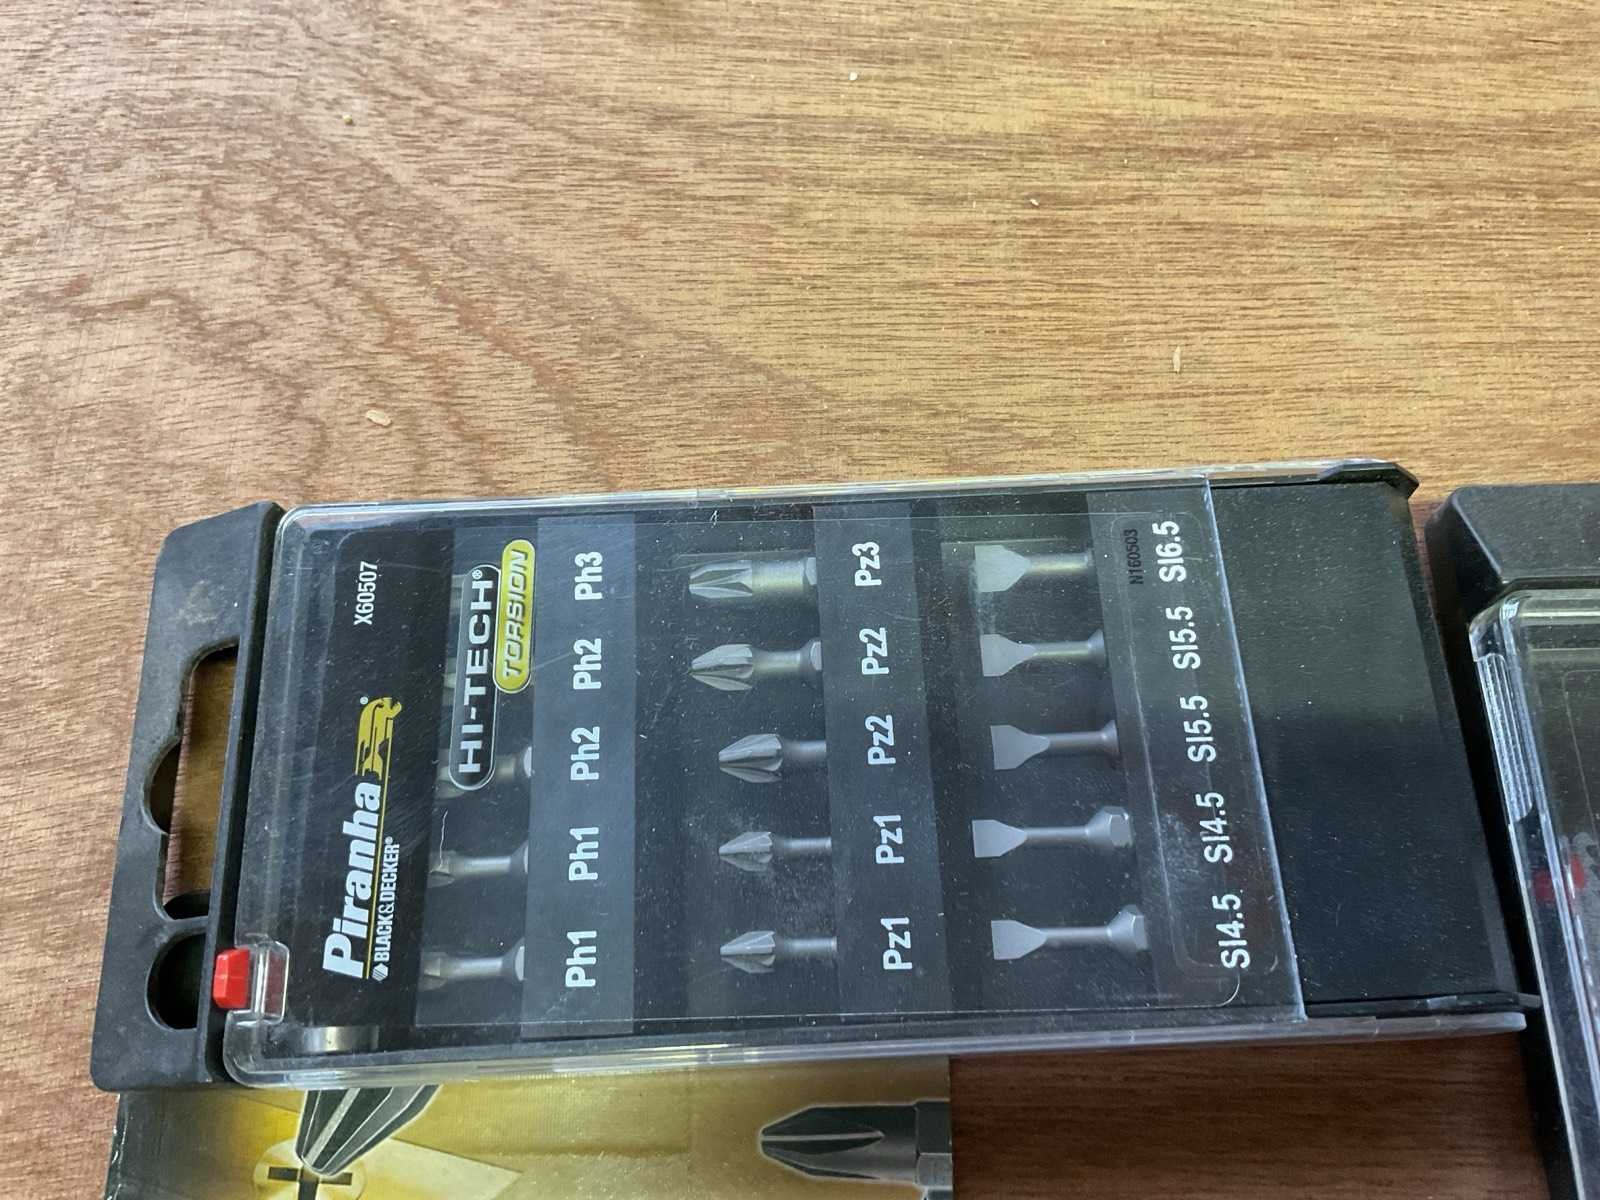 X60507
Piranha®
BLACK&DECKER®
HI-TECH®
TORSION
Ph1 Ph1 Ph2 Ph2 Ph3
Pz1 Pz1 Pz2 Pz2 Pz3
N160503
Sl4.5 Sl4.5 Sl5.5 Sl5.5 Sl6.5